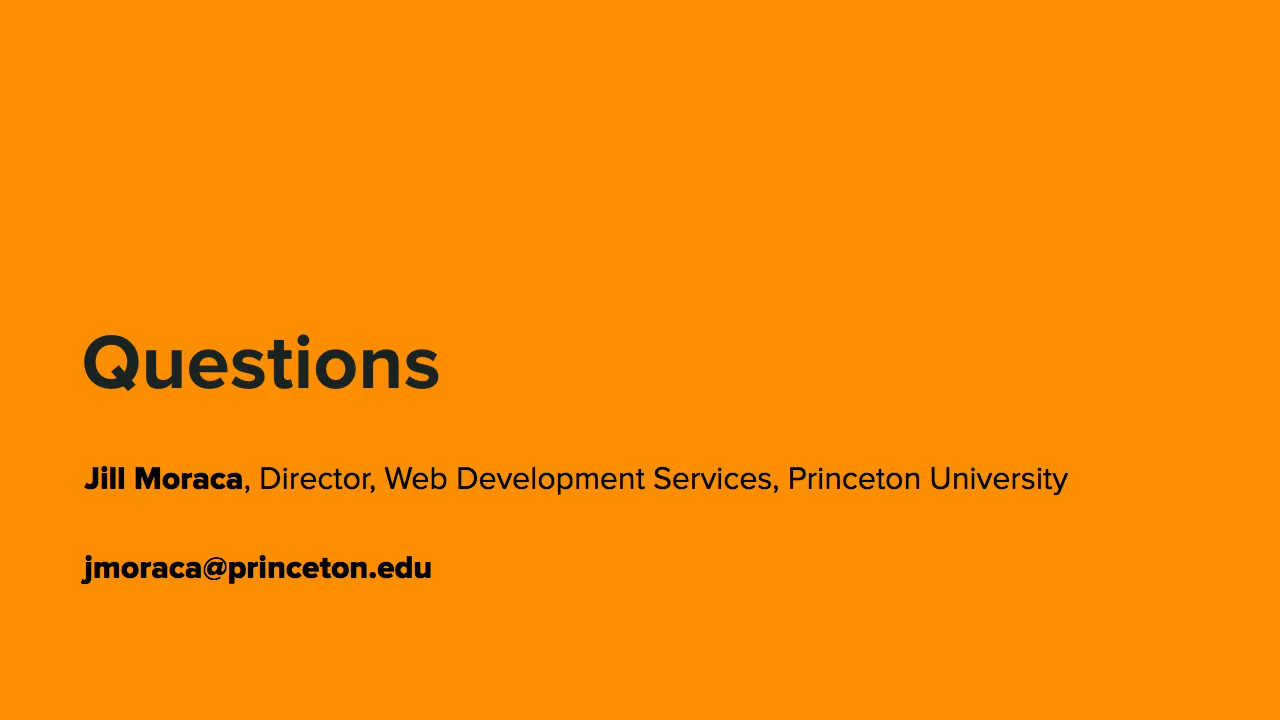 Questions
Jill Moraca, Director, Web Development Services, Princeton University
jmoraca@princeton.edu